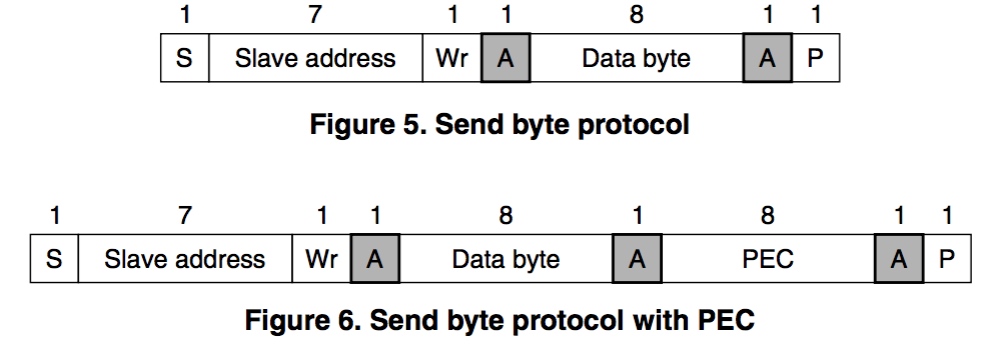 1 7 1 1 8 1 1
S Slave address Wr A Data byte A P
Figure 5. Send byte protocol
1 7 1 1 8 1 8 1 1
S Slave address Wr A Data byte A PEC A P
Figure 6. Send byte protocol with PEC